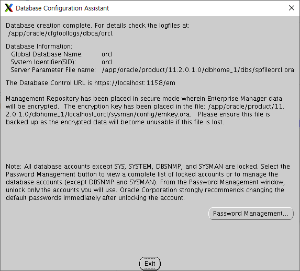 Database Configuration Assistant
Database creation complete. For details check the logfiles at:
/app/oracle/cfgtoollogs/dbca/orcl.
Database Information:
Global Database Name: orcl
System Identifier(SID): orcl
Server Parameter File name: /app/oracle/product/11.2.0.1.0/dbhome_1/dbs/spfileorcl.ora
The Database Control URL is https://localhost:1158/em
Management Repository has been placed in secure mode wherein Enterprise Manager data
will be encrypted. The encryption key has been placed in the file: /app/oracle/product/11.
2.0.1.0/dbhome_1/localhost_orcl/sysman/config/emkey.ora. Please ensure this file is
backed up as the encrypted data will become unusable if this file is lost.
Note: All database accounts except SYS, SYSTEM, DBSNMP, and SYSMAN are locked. Select the
Password Management button to view a complete list of locked accounts or to manage the
database accounts (except DBSNMP and SYSMAN). From the Password Management window,
unlock only the accounts you will use. Oracle Corporation strongly recommends changing the
default passwords immediately after unlocking the account.
Password Management...
Exit